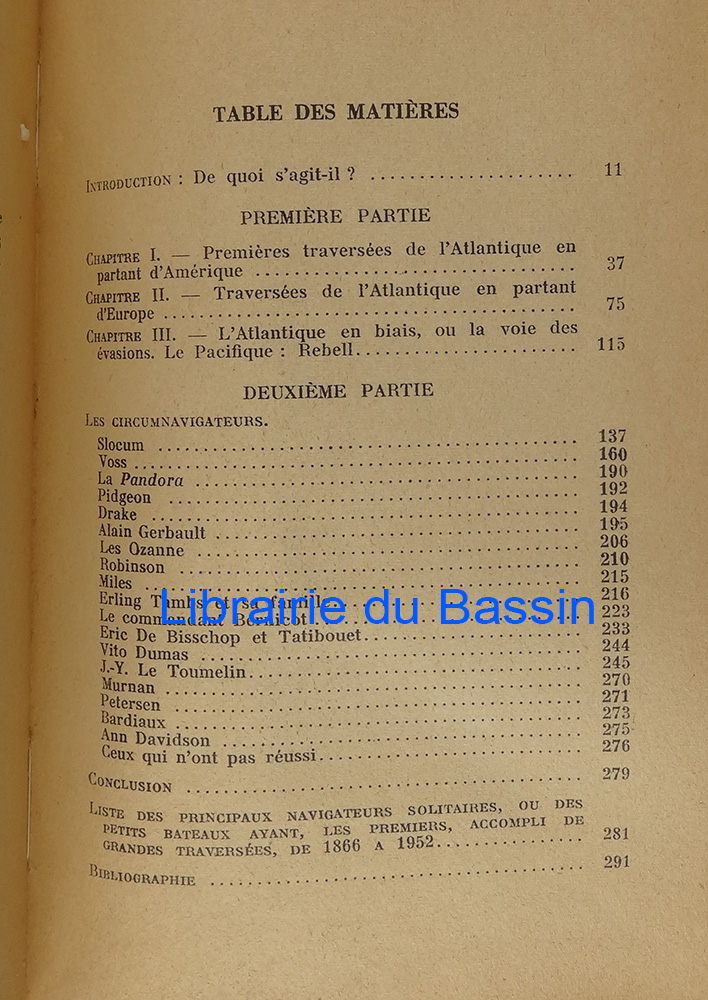 TABLE DES MATIÈRES
INTRODUCTION : De quoi s'agit-il ? ..................... 11
PREMIÈRE PARTIE
CHAPITRE I. — Premières traversées de l'Atlantique en
partant d'Amérique ................................. 37
CHAPITRE II. — Traversées de l'Atlantique en partant
d'Europe .......................................... 75
CHAPITRE III. — L'Atlantique en biais, ou la voie des
évasions. Le Pacifique : Rebell....................... 115
DEUXIÈME PARTIE
LES CIRCUMNAVIGATEURS.
Slocum ........................................... 137
Voss ............................................. 160
La Pandora ....................................... 190
Pidgeon .......................................... 192
Drake ............................................ 194
Alain Gerbault ..................................... 195
Les Ozanne ....................................... 206
Robinson ......................................... 210
Miles ............................................ 215
Erling Tambs et sa famille .......................... 216
Le commandant Bernicot ........................... 223
Eric De Bisschop et Tatibouet ...................... 233
Vito Dumas ....................................... 244
J.-Y. Le Toumelin .................................. 245
Murnan .......................................... 270
Petersen ......................................... 271
Bardiaux ......................................... 273
Ann Davidson ..................................... 275
Ceux qui n'ont pas réussi ........................... 276
CONCLUSION ....................................... 279
LISTE DES PRINCIPAUX NAVIGATEURS SOLITAIRES, OU DES
PETITS BATEAUX AYANT, LES PREMIERS, ACCOMPLI DE
GRANDES TRAVERSÉES, DE 1866 A 1952............... 281
BIBLIOGRAPHIE ..................................... 291
Librairie du Bassin